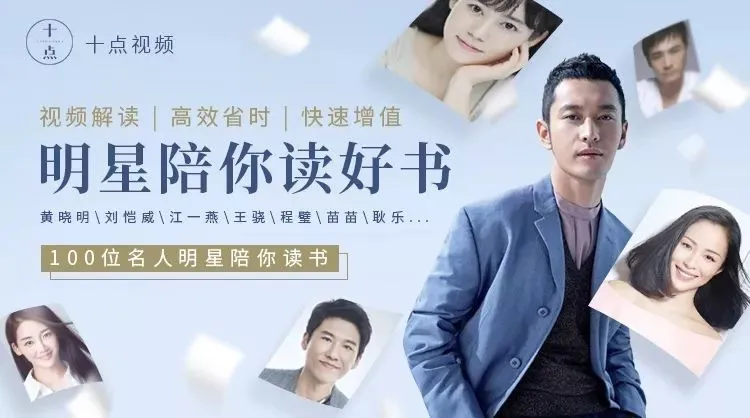 十点
十点视频
视频解读 | 高效省时 | 快速增值
明星陪你读好书
黄晓明\刘恺威\江一燕\王骁\程璧\苗苗\耿乐...
100位名人明星陪你读书